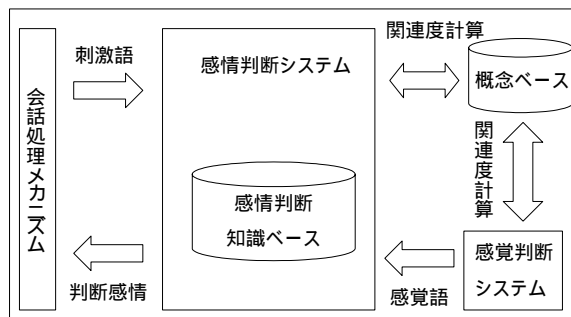 会話処理メカニズム
刺激語
判断感情
感情判断システム
感情判断
知識ベース
関連度計算
概念ベース
関連度計算
感覚語
感覚判断
システム